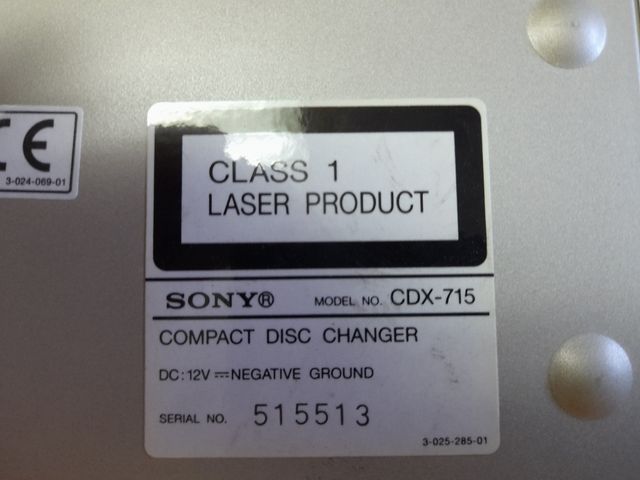 CE
3-024-069-01
CLASS 1
LASER PRODUCT
SONY® MODEL NO. CDX-715
COMPACT DISC CHANGER
DC:12V⎓NEGATIVE GROUND
SERIAL NO. 515513
3-025-285-01